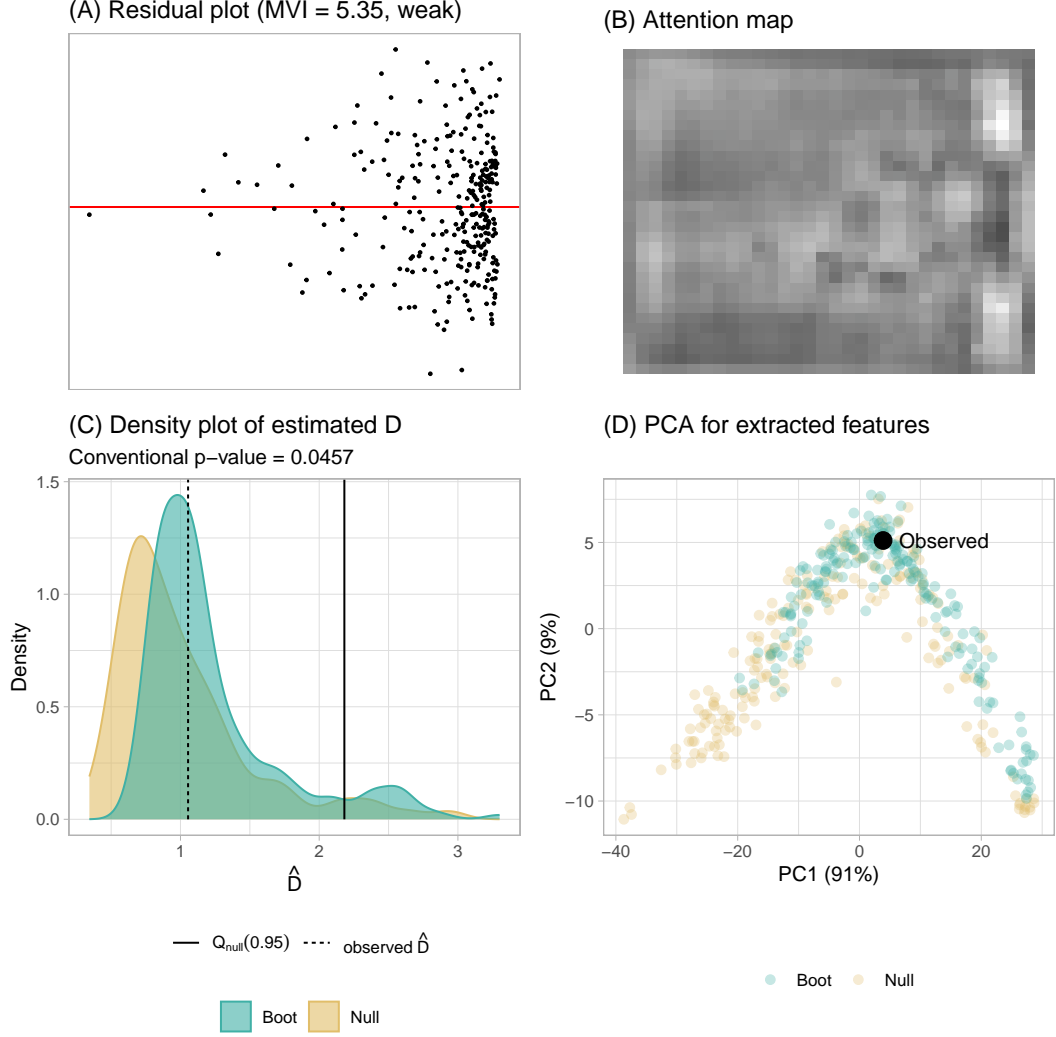 (A) Residual plot (MVI = 5.35, weak)
(B) Attention map
(C) Density plot of estimated D
Conventional p−value = 0.0457
1.5
1.0
0.5
0.0
Density
1
2
3
D̂
Q_null(0.95)
observed D̂
Boot
Null
(D) PCA for extracted features
Observed
5
0
−5
−10
PC2 (9%)
−40
−20
0
20
PC1 (91%)
Boot
Null